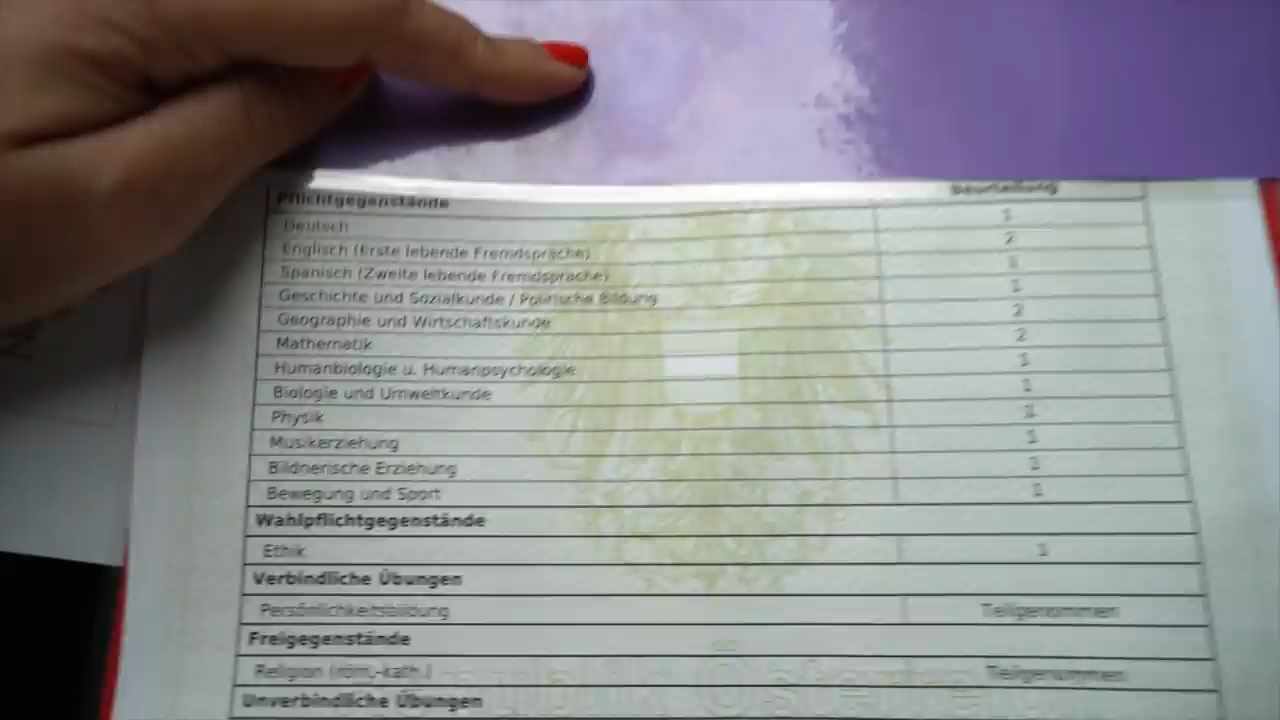 Beurteilung
Pflichtgegenstände
Deutsch 1
Englisch (Erste lebende Fremdsprache) 2
Spanisch (Zweite lebende Fremdsprache) 1
Geschichte und Sozialkunde / Politische Bildung 1
Geographie und Wirtschaftskunde 2
Mathematik 2
Humanbiologie u. Humanpsychologie 1
Biologie und Umweltkunde 1
Physik 1
Musikerziehung 1
Bildnerische Erziehung 1
Bewegung und Sport 1
Wahlpflichtgegenstände
Ethik 1
Verbindliche Übungen
Persönlichkeitsbildung Teilgenommen
Freigegenstände
Religion (röm.-kath.) Teilgenommen
Unverbindliche Übungen